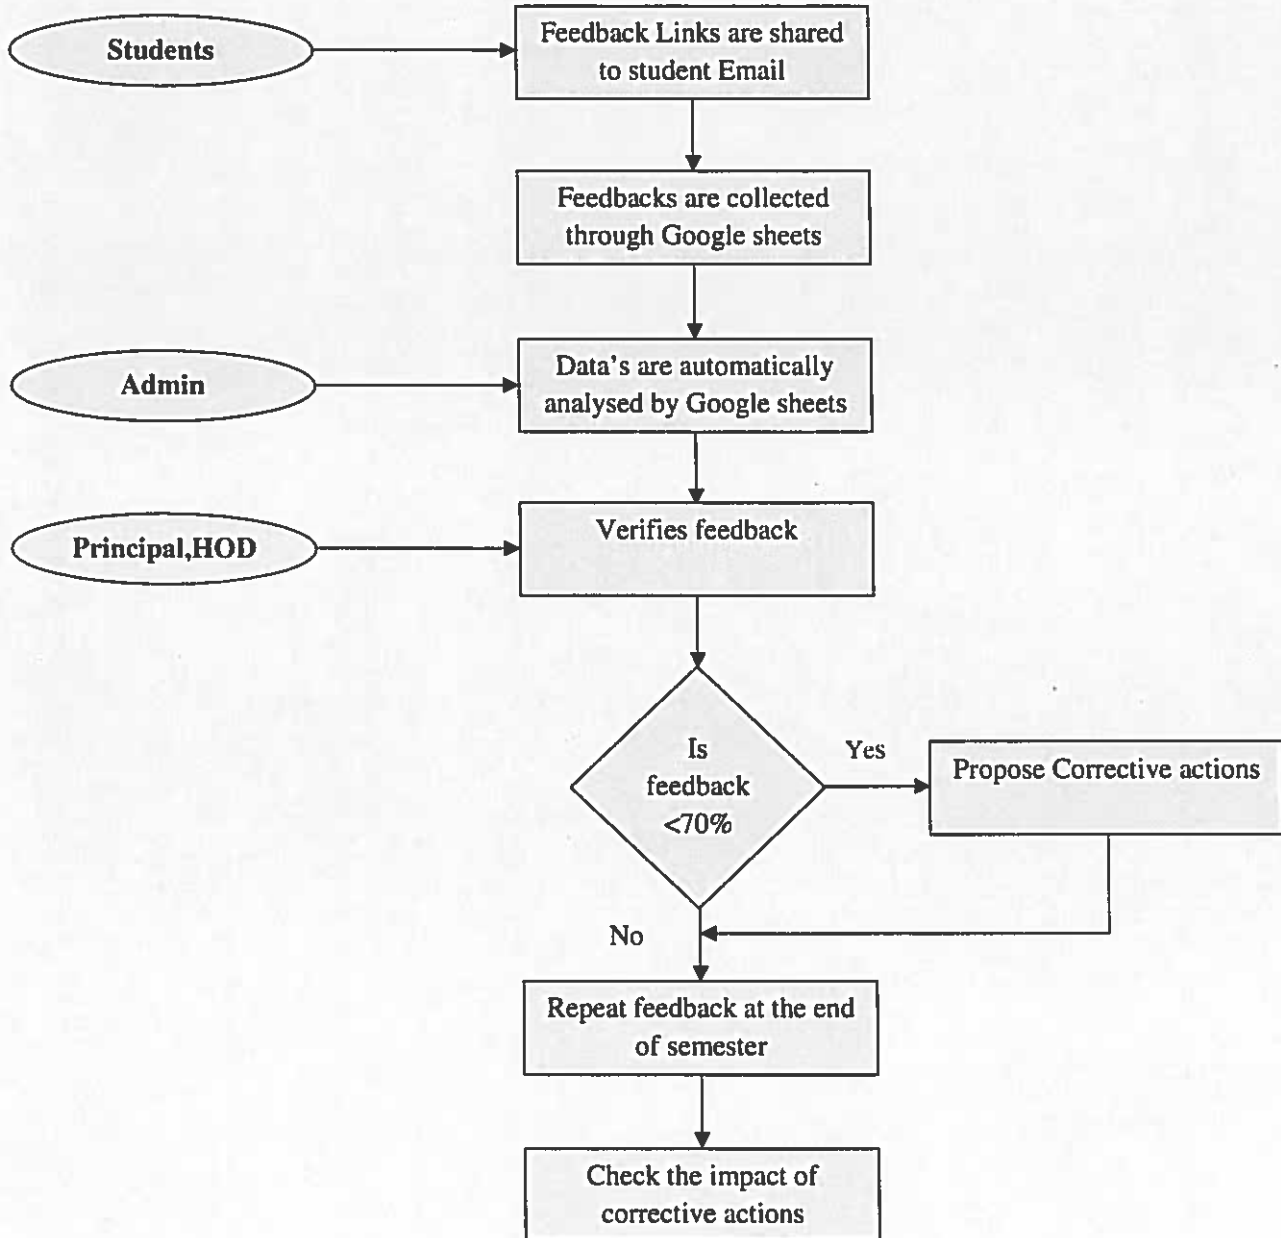 Students
Feedback Links are shared
to student Email
Feedbacks are collected
through Google sheets
Admin
Data's are automatically
analysed by Google sheets
Principal,HOD
Verifies feedback
Is
feedback
<70%
Yes
Propose Corrective actions
No
Repeat feedback at the end
of semester
Check the impact of
corrective actions